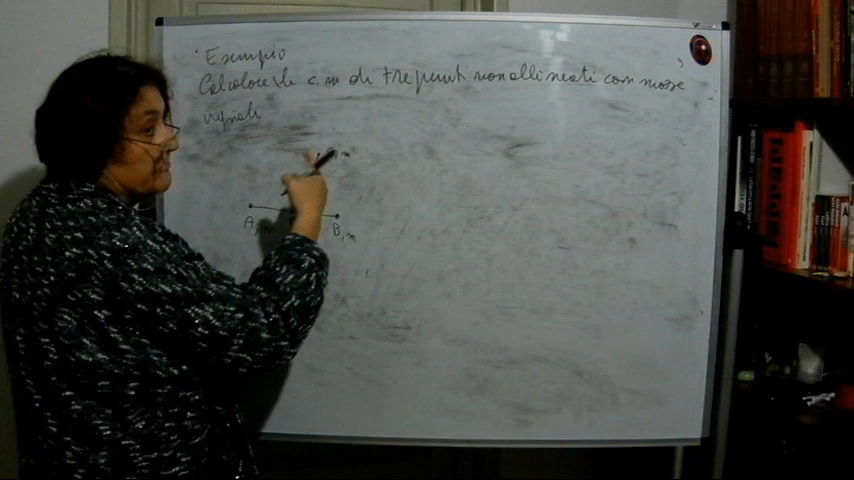 Esempio
Calcolare il c.m di tre punti non allineati con masse
uguali
m
A, m B, m